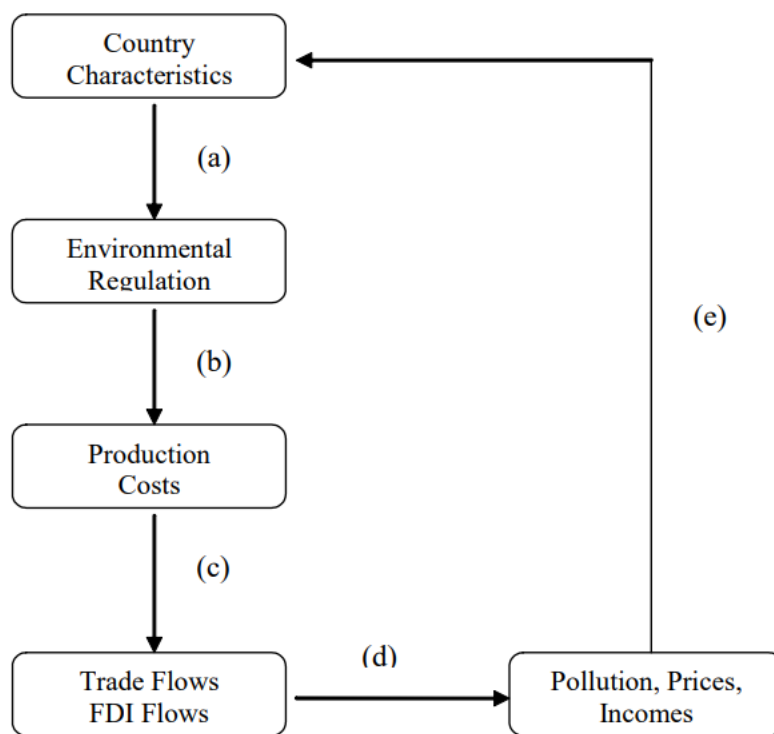 Country
Characteristics
(a)
Environmental
Regulation
(e)
(b)
Production
Costs
(c)
(d)
Trade Flows
FDI Flows
Pollution, Prices,
Incomes